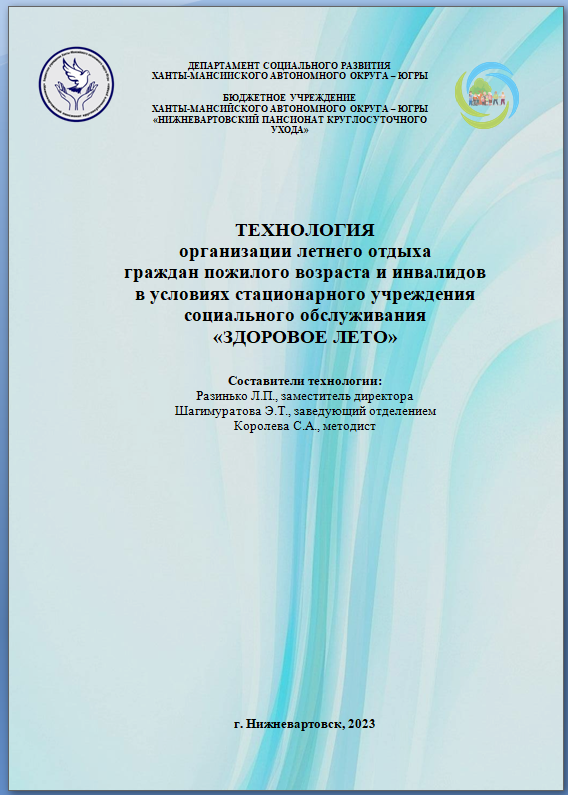 ДЕПАРТАМЕНТ СОЦИАЛЬНОГО РАЗВИТИЯ
ХАНТЫ-МАНСИЙСКОГО АВТОНОМНОГО ОКРУГА – ЮГРЫ
БЮДЖЕТНОЕ УЧРЕЖДЕНИЕ
ХАНТЫ-МАНСИЙСКОГО АВТОНОМНОГО ОКРУГА – ЮГРЫ
«НИЖНЕВАРТОВСКИЙ ПАНСИОНАТ КРУГЛОСУТОЧНОГО
УХОДА»
ТЕХНОЛОГИЯ
организации летнего отдыха
граждан пожилого возраста и инвалидов
в условиях стационарного учреждения
социального обслуживания
«ЗДОРОВОЕ ЛЕТО»
Составители технологии:
Разинько Л.П., заместитель директора
Шагимуратова Э.Т., заведующий отделением
Королева С.А., методист
г. Нижневартовск, 2023